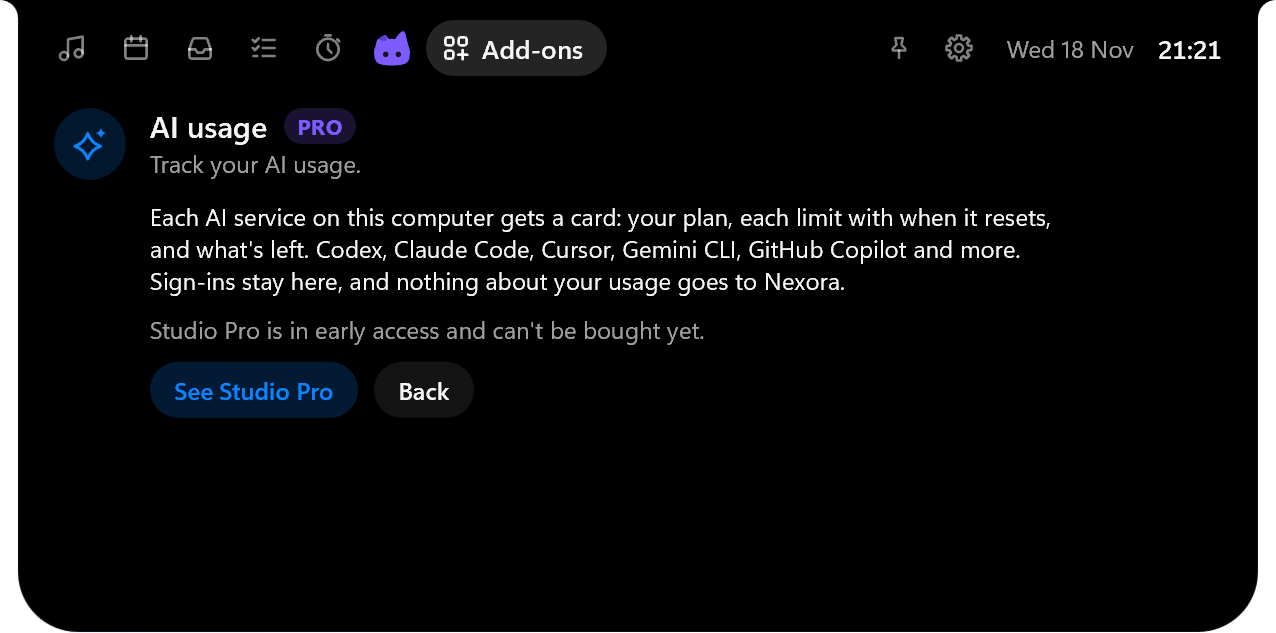 Add-ons
Wed 18 Nov 21:21
AI usage PRO
Track your AI usage.
Each AI service on this computer gets a card: your plan, each limit with when it resets,
and what's left. Codex, Claude Code, Cursor, Gemini CLI, GitHub Copilot and more.
Sign-ins stay here, and nothing about your usage goes to Nexora.
Studio Pro is in early access and can't be bought yet.
See Studio Pro Back